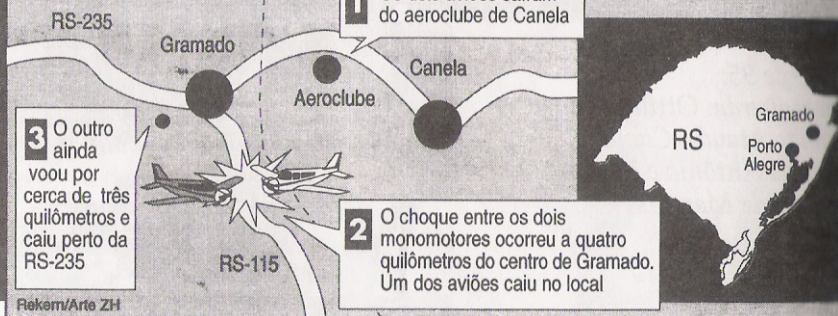 1
do aeroclube de Canela
RS-235
Gramado
Aeroclube
Canela
3 O outro
ainda
voou por
cerca de três
quilômetros e
caiu perto da
RS-235
2 O choque entre os dois
monomotores ocorreu a quatro
quilômetros do centro de Gramado.
Um dos aviões caiu no local
RS-115
Rekern/Arte ZH
RS
Gramado
Porto
Alegre